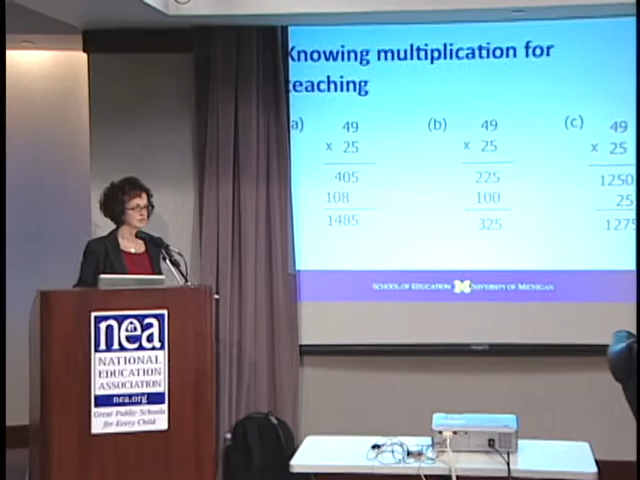 Knowing multiplication for
teaching
a)
49
x 25
405
108
1485
(b)
49
x 25
225
100
325
(c)
49
x 25
1250
25
1275
SCHOOL OF EDUCATION M UNIVERSITY OF MICHIGAN
nea
NATIONAL
EDUCATION
ASSOCIATION
nea.org
Great Public Schools
for Every Child